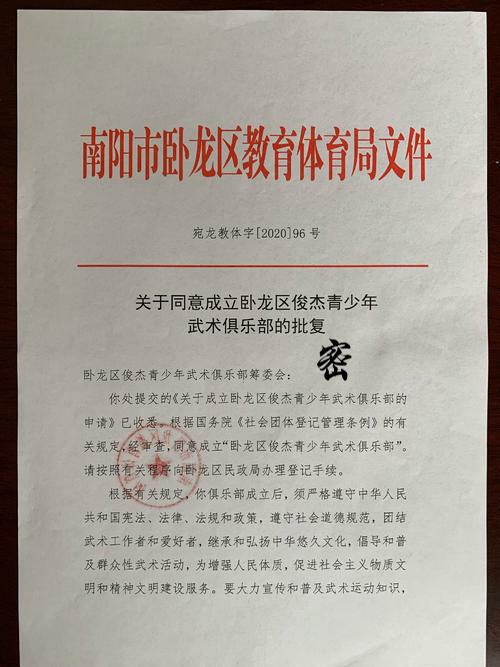 南阳市卧龙区教育体育局文件
宛龙教体字[2020]96 号
关于同意成立卧龙区俊杰青少年
武术俱乐部的批复
密
卧龙区俊杰青少年武术俱乐部筹委会：
你处提交的《关于成立卧龙区俊杰青少年武术俱乐部的
申请》已收悉。根据国务院《社会团体登记管理条例》的有
关规定,经审查,同意成立“卧龙区俊杰青少年武术俱乐部”。
请按照有关程序向卧龙区民政局办理登记手续。
根据有关规定，你俱乐部成立后，须严格遵守中华人民
共和国宪法、法律、法规和政策，遵守社会道德规范，团结
武术工作者和爱好者，继承和弘扬中华悠久文化，倡导和普
及群众性武术活动，为增强人民体质，促进社会主义物质文
明和精神文明建设服务。要大力宣传和普及武术运动知识，